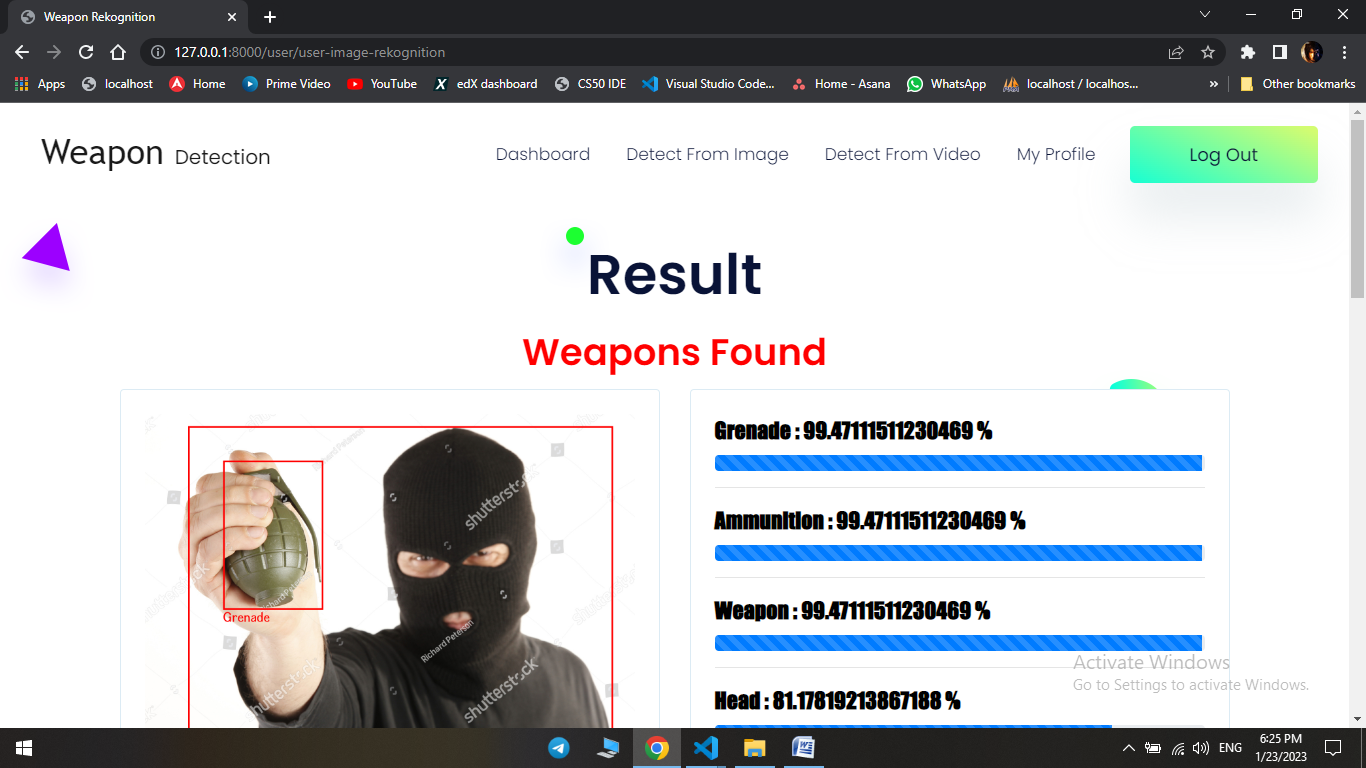 Weapon Rekognition
127.0.0.1:8000/user/user-image-rekognition
Apps
localhost
Home
Prime Video
YouTube
edX dashboard
CS50 IDE
Visual Studio Code...
Home - Asana
WhatsApp
localhost / localhos...
»
Other bookmarks
Weapon Detection
Dashboard
Detect From Image
Detect From Video
My Profile
Log Out
Result
Weapons Found
Grenade
shutterstock
Richard Peterson
shutterstock
Grenade : 99.47111511230469 %
Ammunition : 99.47111511230469 %
Weapon : 99.47111511230469 %
Head : 81.17819213867188 %
Activate Windows
Go to Settings to activate Windows.
ENG
6:25 PM
1/23/2023